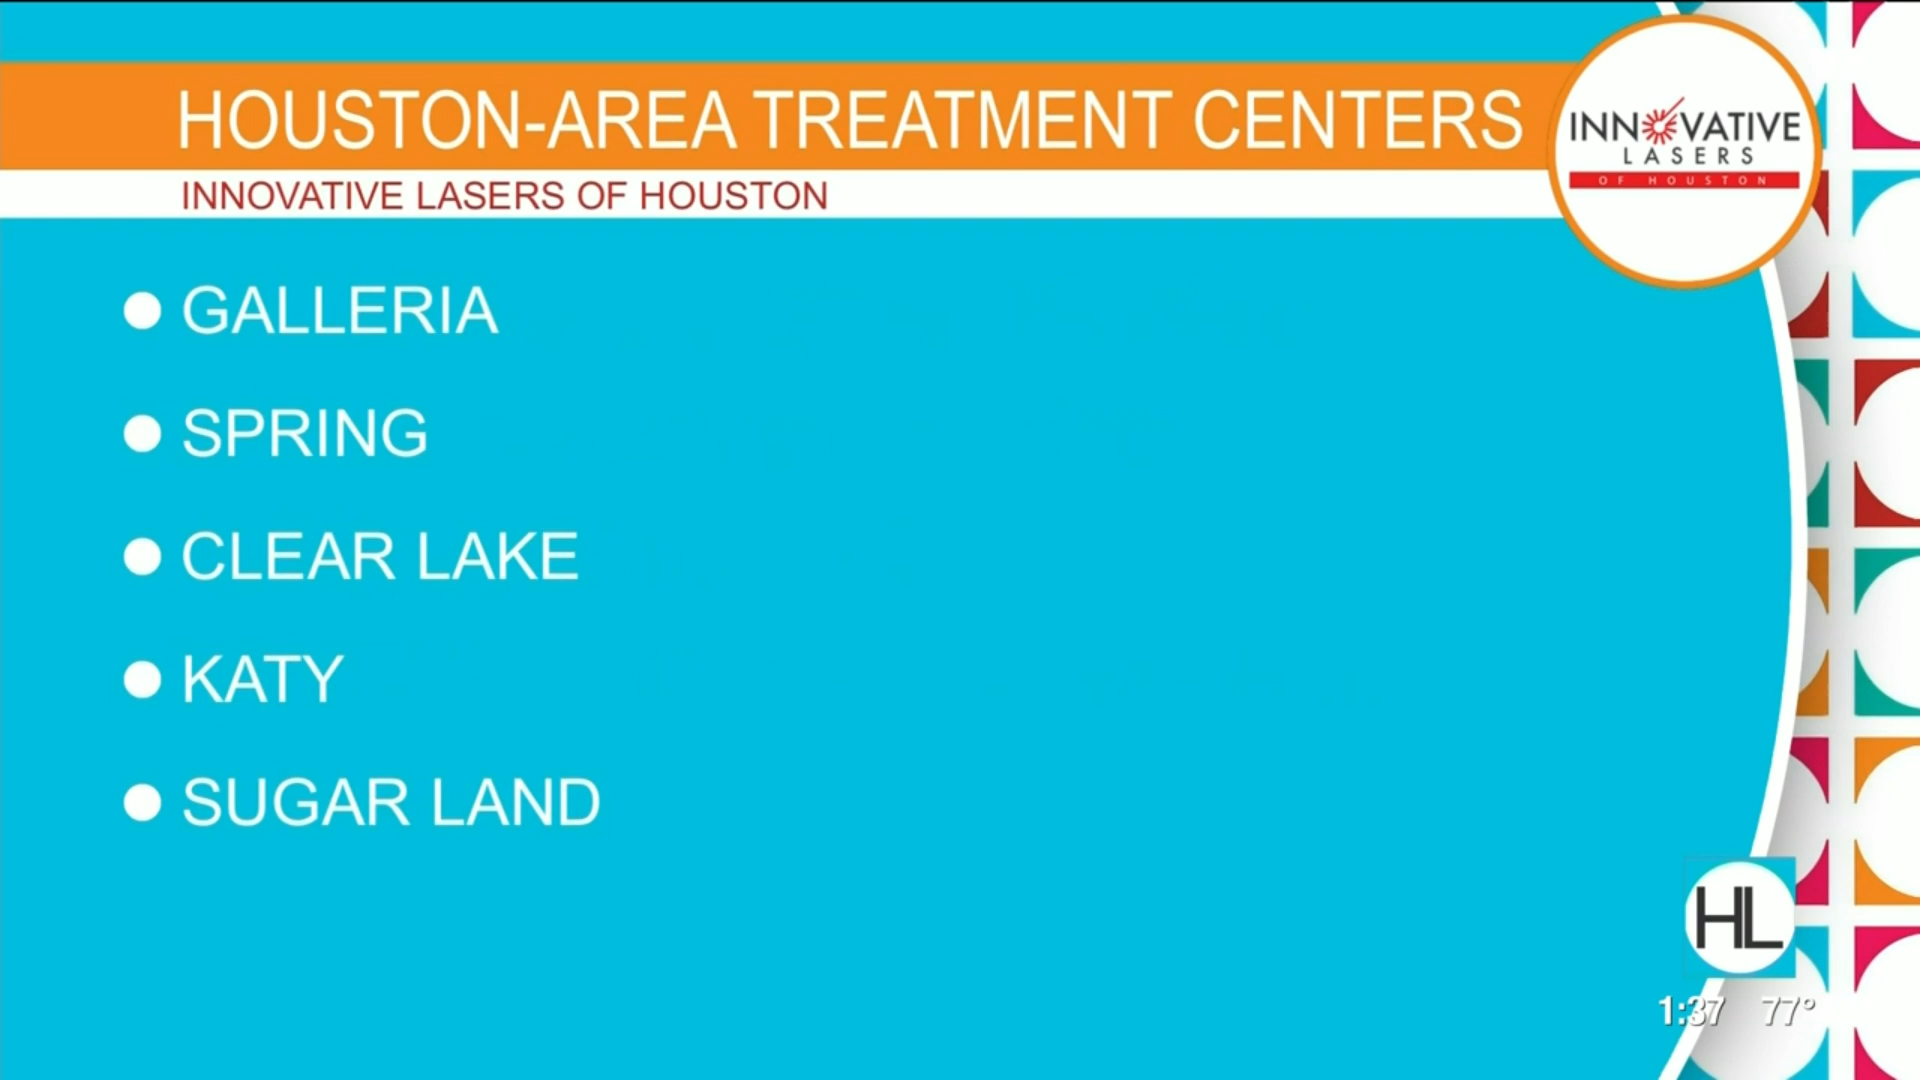 HOUSTON-AREA TREATMENT CENTERS
INNOVATIVE LASERS OF HOUSTON
INNOVATIVE
LASERS
OF HOUSTON
GALLERIA
SPRING
CLEAR LAKE
KATY
SUGAR LAND
HL
1:37 77°